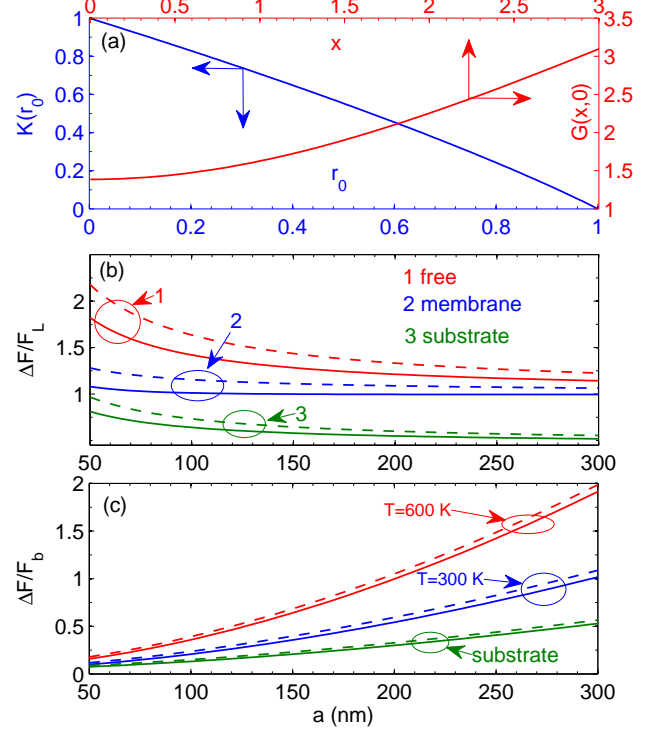 0 0.5 1 1.5 2 2.5 3
1 0.8 0.6 0.4 0.2 0
K(r0)
(a)
x
r0
3.5 3 2.5 2 1.5 1
G(x,0)
0 0.2 0.4 0.6 0.8 1
(b)
1 free
2 membrane
3 substrate
1
2
3
2 1.5 1
ΔF/FL
50 100 150 200 250 300
(c)
T=600 K
T=300 K
substrate
2 1.5 1 0.5 0
ΔF/Fb
50 100 150 200 250 300
a (nm)